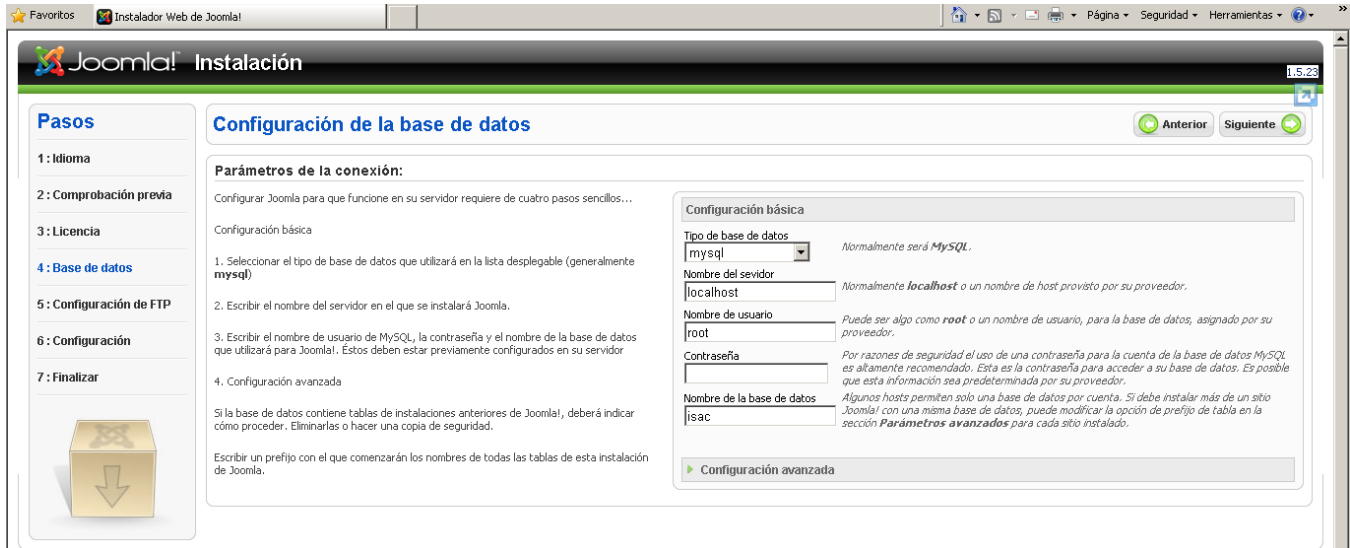 Favoritos
Instalador Web de Joomla!
Página
Seguridad
Herramientas
»
Joomla!™ Instalación
1.5.23
Pasos
1 : Idioma
2 : Comprobación previa
3 : Licencia
4 : Base de datos
5 : Configuración de FTP
6 : Configuración
7 : Finalizar
Configuración de la base de datos
Anterior
Siguiente
Parámetros de la conexión:
Configurar Joomla para que funcione en su servidor requiere de cuatro pasos sencillos...
Configuración básica
1. Seleccionar el tipo de base de datos que utilizará en la lista desplegable (generalmente
mysql)
2. Escribir el nombre del servidor en el que se instalará Joomla.
3. Escribir el nombre de usuario de MySQL, la contraseña y el nombre de la base de datos
que utilizará para Joomla!. Éstos deben estar previamente configurados en su servidor
4. Configuración avanzada
Si la base de datos contiene tablas de instalaciones anteriores de Joomla!, deberá indicar
cómo proceder. Eliminarlas o hacer una copia de seguridad.
Escribir un prefijo con el que comenzarán los nombres de todas las tablas de esta instalación
de Joomla.
Configuración básica
Tipo de base de datos
mysql
Normalmente será MySQL.
Nombre del sevidor
localhost
Normalmente localhost o un nombre de host provisto por su proveedor.
Nombre de usuario
root
Puede ser algo como root o un nombre de usuario, para la base de datos, asignado por su
proveedor.
Contraseña
Por razones de seguridad el uso de una contraseña para la cuenta de la base de datos MySQL
es altamente recomendado. Esta es la contraseña para acceder a su base de datos. Es posible
que esta información sea predeterminada por su proveedor.
Nombre de la base de datos
isac
Algunos hosts permiten solo una base de datos por cuenta. Si debe instalar más de un sitio
Joomla! con una misma base de datos, puede modificar la opción de prefijo de tabla en la
sección Parámetros avanzados para cada sitio instalado.
Configuración avanzada